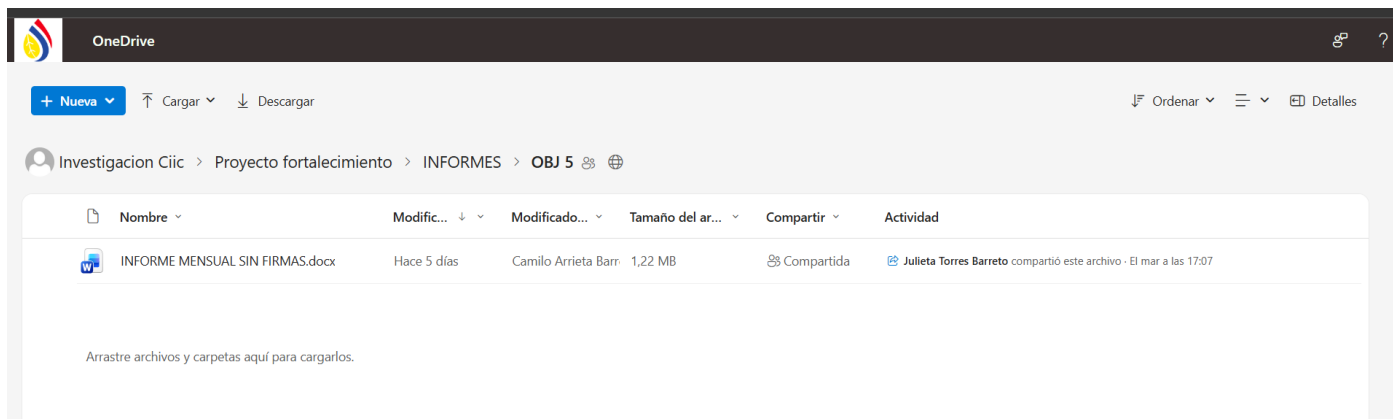 OneDrive
?
+ Nueva Cargar Descargar Ordenar Detalles
Investigacion Ciic > Proyecto fortalecimiento > INFORMES > OBJ 5
Nombre Modific... Modificado... Tamaño del ar... Compartir Actividad
INFORME MENSUAL SIN FIRMAS.docx Hace 5 días Camilo Arrieta Barr 1,22 MB Compartida Julieta Torres Barreto compartió este archivo · El mar a las 17:07
Arrastre archivos y carpetas aquí para cargarlos.